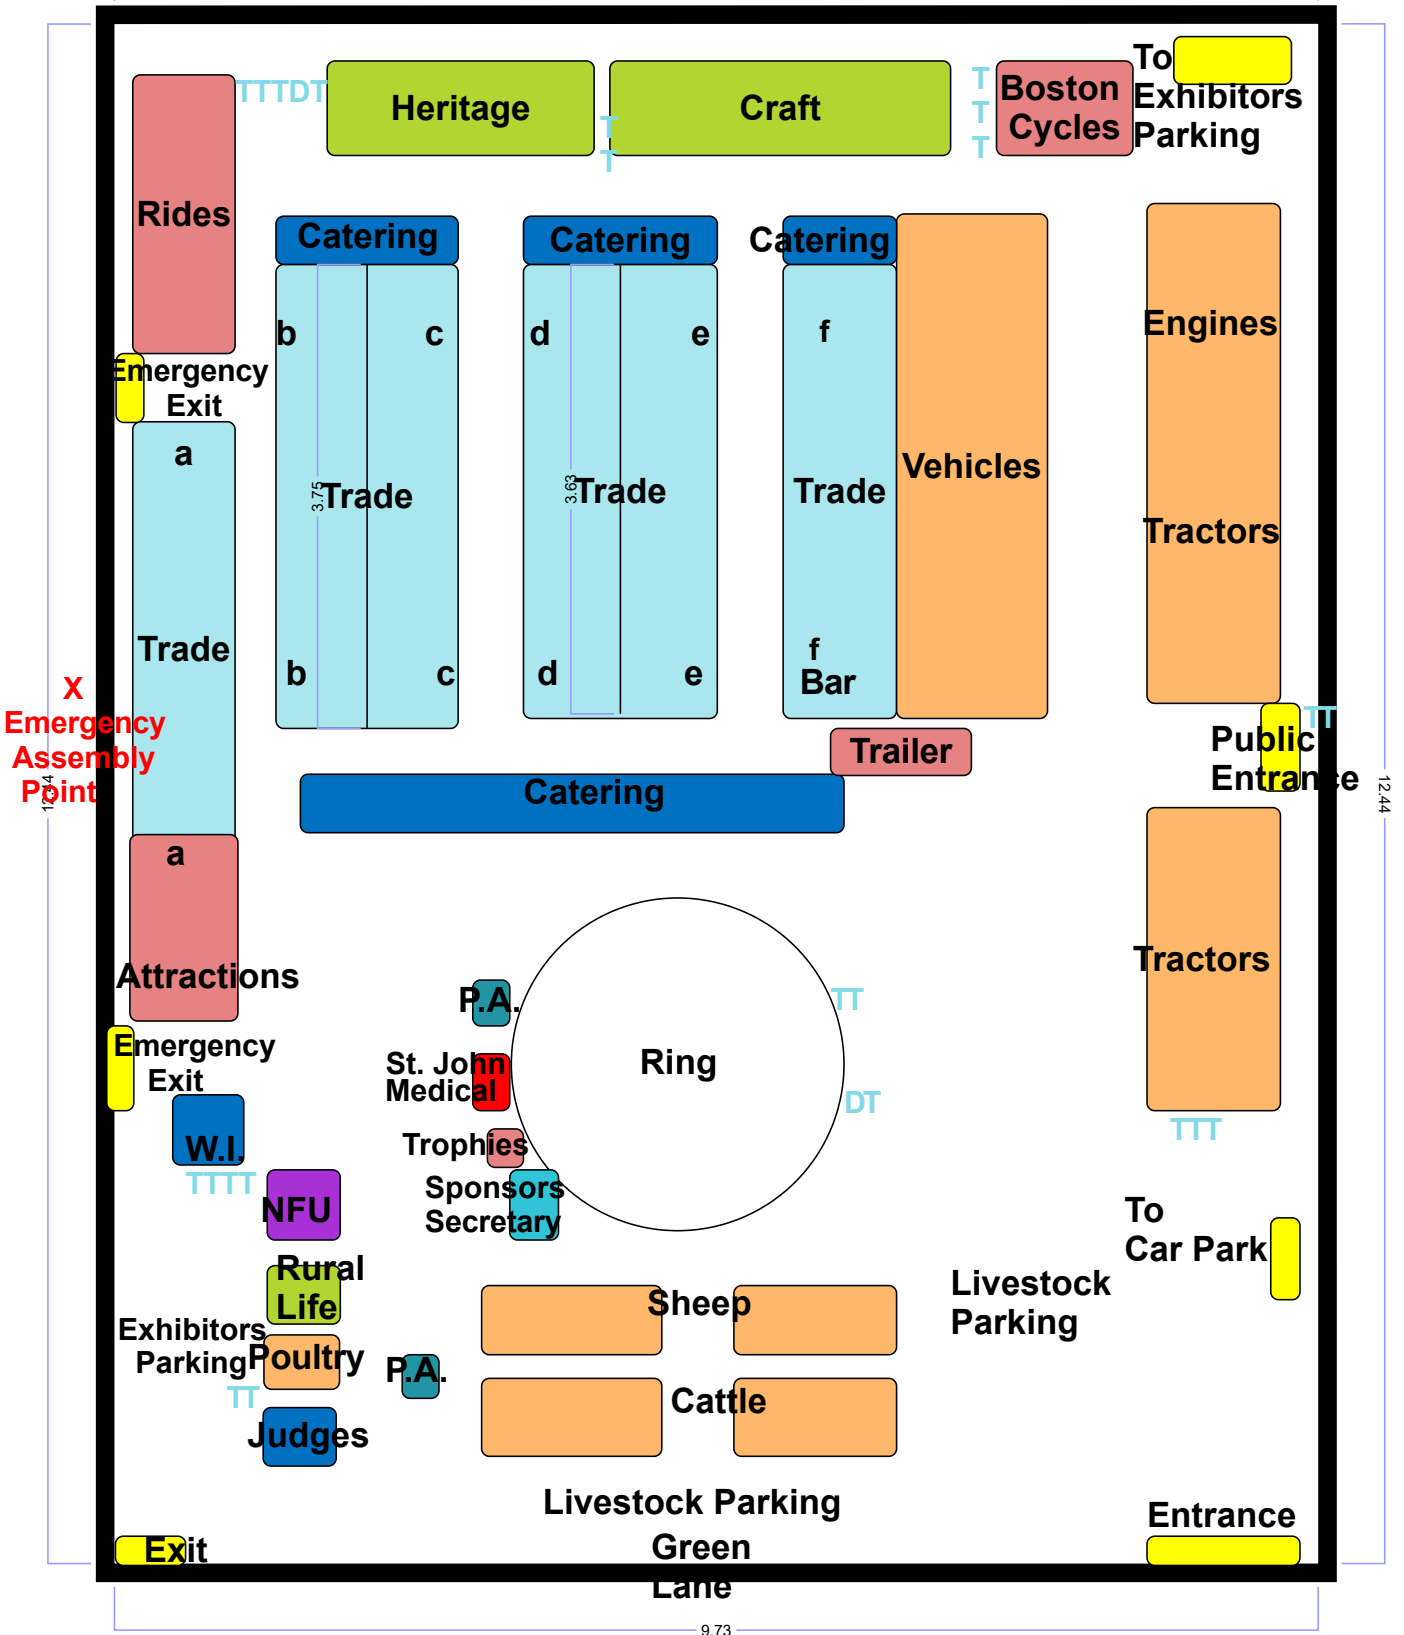 To
Exhibitors
Parking
TTTDT
Heritage
T
T
Craft
T
T
T
Boston
Cycles
Rides
Catering
Catering
Catering
b
c
d
e
f
Engines
Emergency
Exit
a
Vehicles
3.75
Trade
3.63
Trade
Trade
Tractors
Trade
b
c
d
e
f
Bar
X
Emergency
Assembly
Point
12.44
TT
Public
Entrance
12.44
Trailer
Catering
a
Attractions
Tractors
P.A.
TT
Emergency
Exit
St. John
Medical
Ring
DT
TTT
W.I.
TTTT
Trophies
Sponsors
Secretary
NFU
To
Car Park
Rural
Life
Livestock
Parking
Sheep
Exhibitors
Parking
Poultry
P.A.
TT
Cattle
Judges
Livestock Parking
Entrance
Green
Lane
Exit
9.73